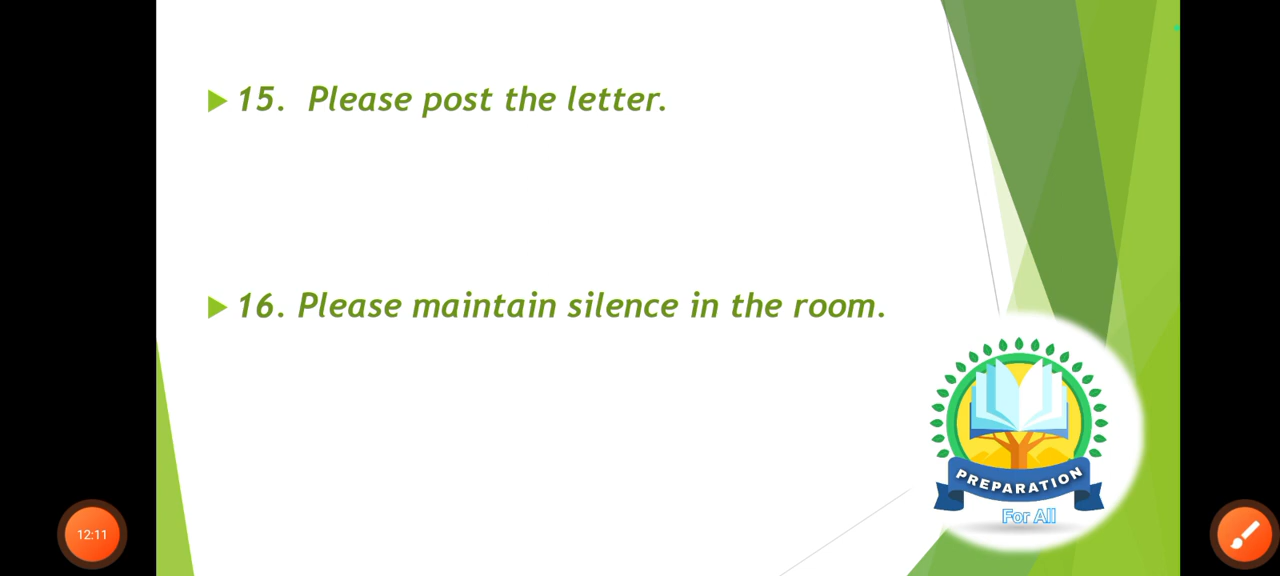 15. Please post the letter.
16. Please maintain silence in the room.
PREPARATION
For All
12:11